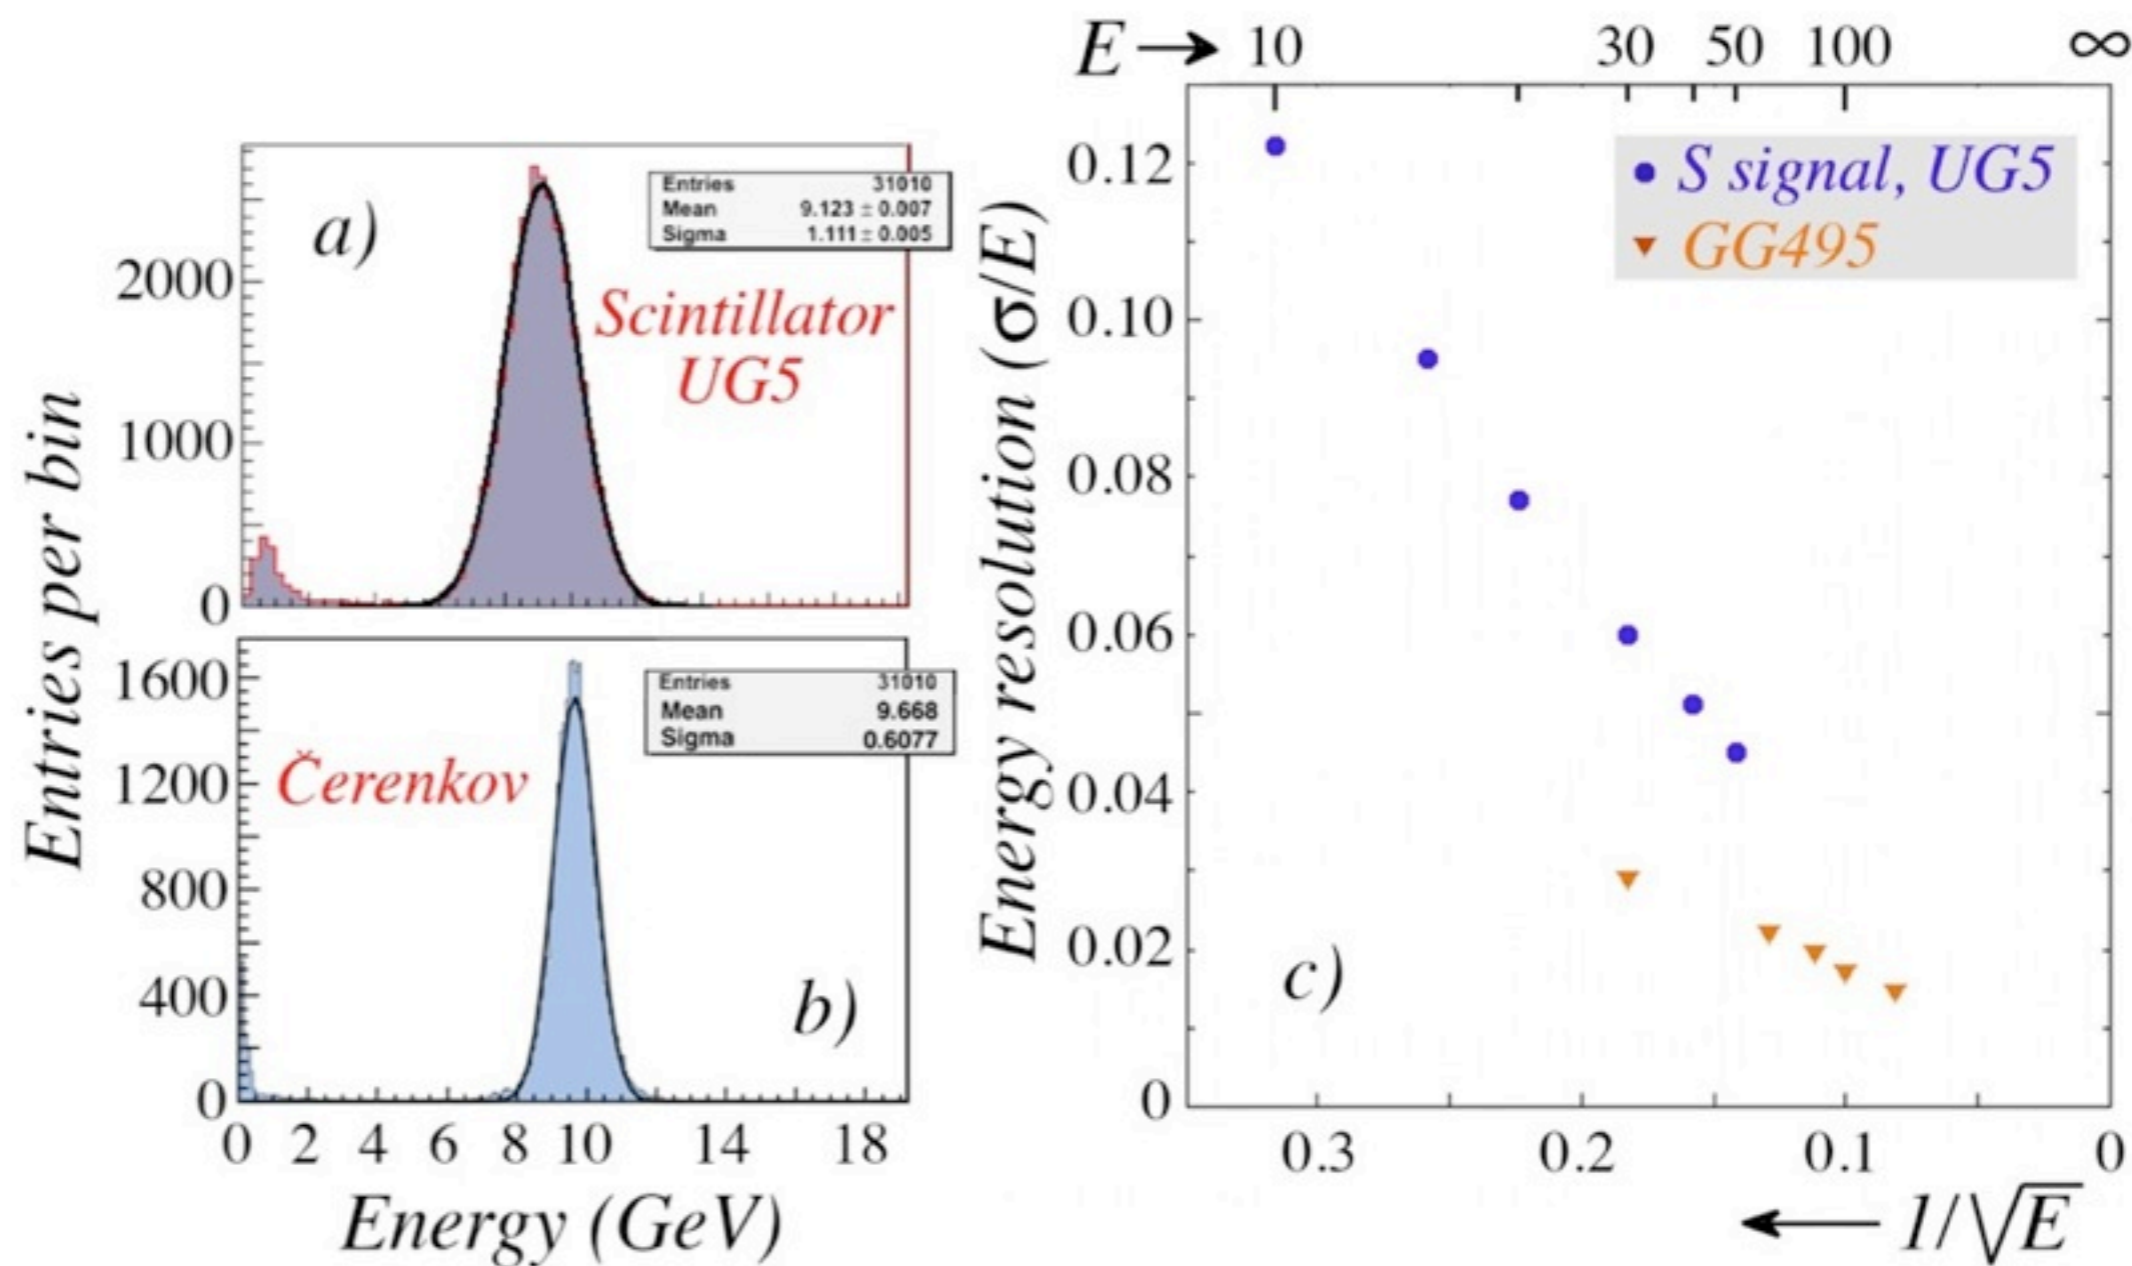 Entries per bin
a)
Entries 31010
Mean 9.123 ± 0.007
Sigma 1.111 ± 0.005
Scintillator
UG5
2000
1000
0
Entries 31010
Mean 9.668
Sigma 0.6077
Čerenkov
b)
1600
1200
800
400
0
0 2 4 6 8 10 14 18
Energy (GeV)
E → 10 30 50 100 ∞
Energy resolution (σ/E)
S signal, UG5
GG495
0.12
0.10
0.08
0.06
0.04
0.02
0
c)
0.3 0.2 0.1 0
← 1/√E